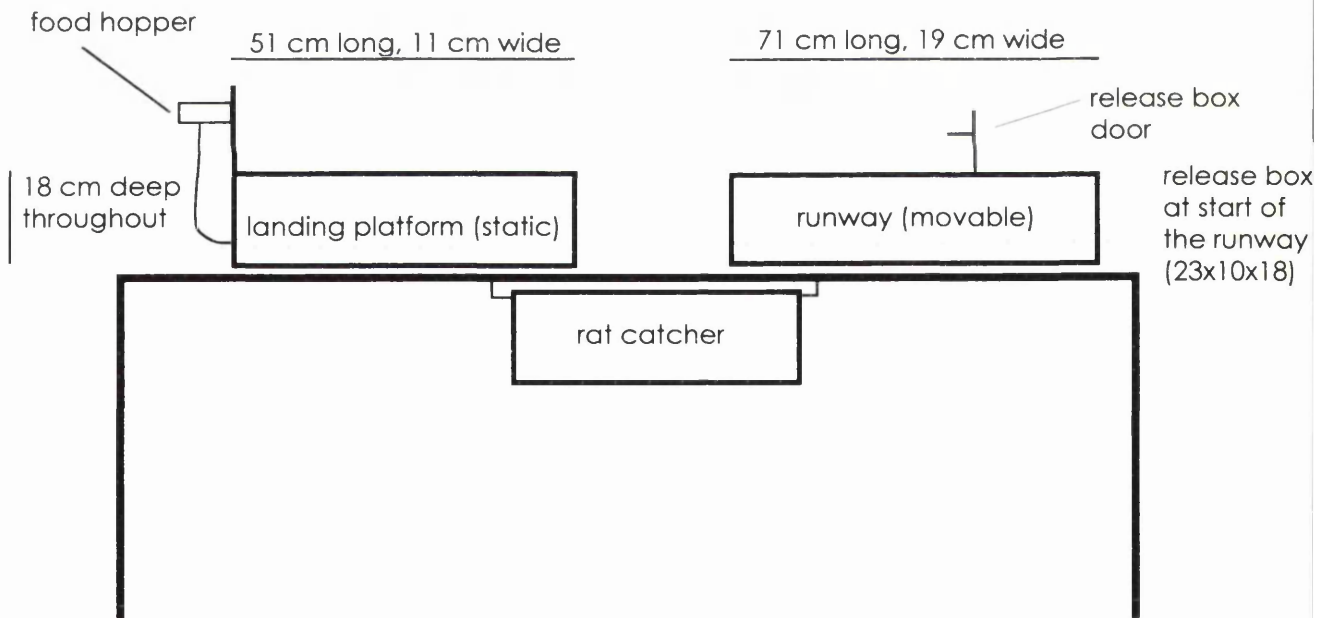 food hopper
51 cm long, 11 cm wide
71 cm long, 19 cm wide
release box
door
18 cm deep
throughout
landing platform (static)
runway (movable)
release box
at start of
the runway
(23x10x18)
rat catcher